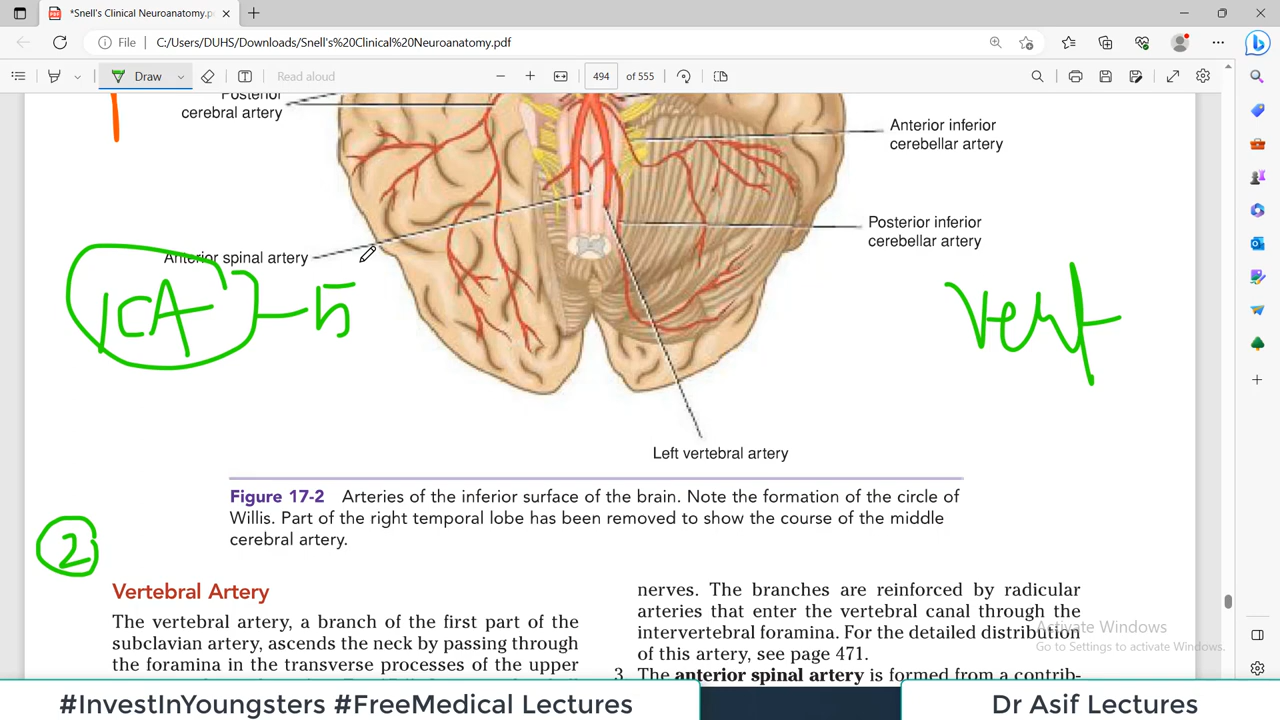 *Snell's Clinical Neuroanatomy.p
File
C:/Users/DUHS/Downloads/Snell's%20Clinical%20Neuroanatomy.pdf
Draw
Read aloud
494 of 555
Posterior
cerebral artery
Anterior inferior
cerebellar artery
Posterior inferior
cerebellar artery
Anterior spinal artery
ICA
5
vert
Left vertebral artery
Figure 17-2 Arteries of the inferior surface of the brain. Note the formation of the circle of
Willis. Part of the right temporal lobe has been removed to show the course of the middle
cerebral artery.
2
Vertebral Artery
The vertebral artery, a branch of the first part of the
subclavian artery, ascends the neck by passing through
the foramina in the transverse processes of the upper
nerves. The branches are reinforced by radicular
arteries that enter the vertebral canal through the
intervertebral foramina. For the detailed distribution
of this artery, see page 471.
3 The anterior spinal artery is formed from a contrib-
Activate Windows
Go to Settings to activate Windows.
#InvestInYoungsters #FreeMedical Lectures
Dr Asif Lectures